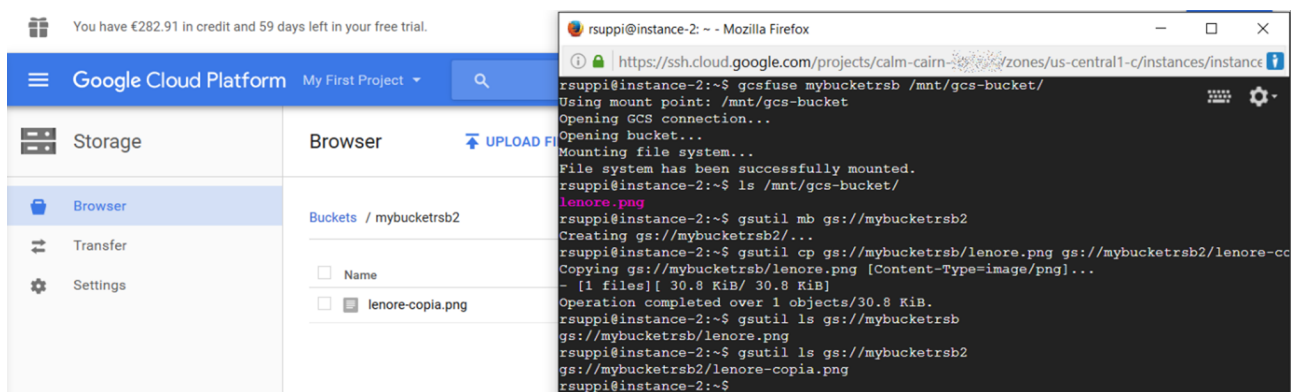 You have €282.91 in credit and 59 days left in your free trial.
Google Cloud Platform My First Project
Storage
Browser
UPLOAD FI
Browser
Transfer
Settings
Buckets / mybucketrsb2
Name
lenore-copia.png
rsuppi@instance-2: ~ - Mozilla Firefox
https://ssh.cloud.google.com/projects/calm-cairn- /zones/us-central1-c/instances/instance
rsuppi@instance-2:~$ gcsfuse mybucketrsb /mnt/gcs-bucket/
Using mount point: /mnt/gcs-bucket
Opening GCS connection...
Opening bucket...
Mounting file system...
File system has been successfully mounted.
rsuppi@instance-2:~$ ls /mnt/gcs-bucket/
lenore.png
rsuppi@instance-2:~$ gsutil mb gs://mybucketrsb2
Creating gs://mybucketrsb2/...
rsuppi@instance-2:~$ gsutil cp gs://mybucketrsb/lenore.png gs://mybucketrsb2/lenore-co
Copying gs://mybucketrsb/lenore.png [Content-Type=image/png]...
- [1 files][ 30.8 KiB/ 30.8 KiB]
Operation completed over 1 objects/30.8 KiB.
rsuppi@instance-2:~$ gsutil ls gs://mybucketrsb
gs://mybucketrsb/lenore.png
rsuppi@instance-2:~$ gsutil ls gs://mybucketrsb2
gs://mybucketrsb2/lenore-copia.png
rsuppi@instance-2:~$